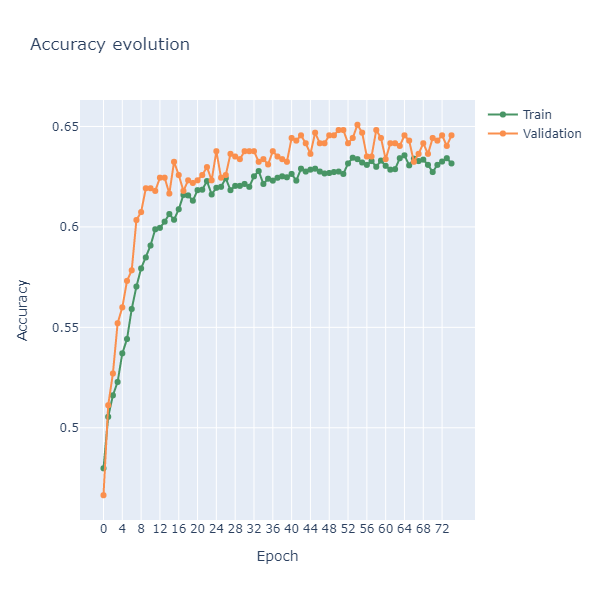 Accuracy evolution
Train
Validation
0.65
0.6
0.55
0.5
Accuracy
0 4 8 12 16 20 24 28 32 36 40 44 48 52 56 60 64 68 72
Epoch